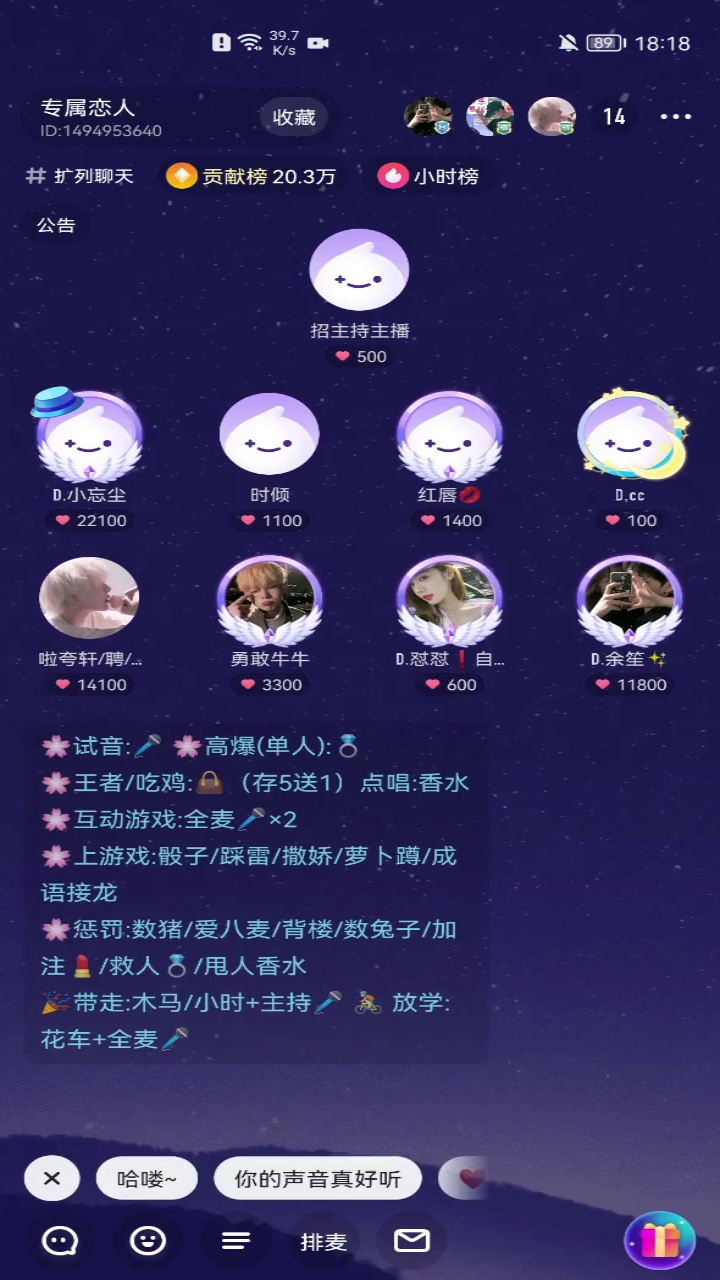 39.7
K/s
89
18:18
专属恋人
ID:1494953640
收藏
14
扩列聊天
贡献榜 20.3万
小时榜
公告
招主持主播
500
D.小忘尘
时倾
红唇💋
D,cc
22100
1100
1400
100
啦夸轩/聘/...
勇敢牛牛
D.怼怼❗自...
D.余笙✨
14100
3300
600
11800
🌸试音:🎤 🌸高爆(单人):💍
🌸王者/吃鸡:👜（存5送1）点唱:香水
🌸互动游戏:全麦🎤×2
🌸上游戏:骰子/踩雷/撒娇/萝卜蹲/成
语接龙
🌸惩罚:数猪/爱八麦/背楼/数兔子/加
注💄/救人💍/甩人香水
🎉带走:木马/小时+主持🎤 🚴 放学:
花车+全麦🎤
哈喽~
你的声音真好听
排麦